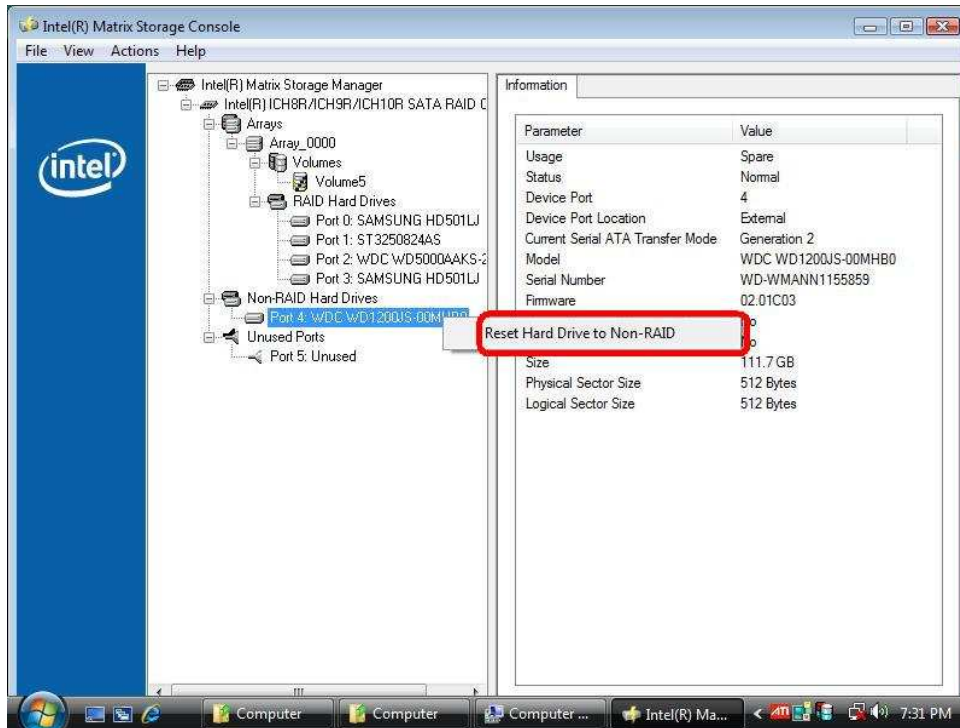 Intel(R) Matrix Storage Console
File View Actions Help
intel
Intel(R) Matrix Storage Manager
Intel(R) ICH8R/ICH9R/ICH10R SATA RAID C
Arrays
Array_0000
Volumes
Volume5
RAID Hard Drives
Port 0: SAMSUNG HD501LJ
Port 1: ST3250824AS
Port 2: WDC WD5000AAKS-2
Port 3: SAMSUNG HD501LJ
Non-RAID Hard Drives
Port 4: WDC WD1200JS-00MHB0
Unused Ports
Port 5: Unused
Reset Hard Drive to Non-RAID
Information
Parameter Value
Usage Spare
Status Normal
Device Port 4
Device Port Location External
Current Serial ATA Transfer Mode Generation 2
Model WDC WD1200JS-00MHB0
Serial Number WD-WMANN1155859
Firmware 02.01C03
No
No
Size 111.7 GB
Physical Sector Size 512 Bytes
Logical Sector Size 512 Bytes
Computer
Computer
Computer ...
Intel(R) Ma...
ATI
7:31 PM